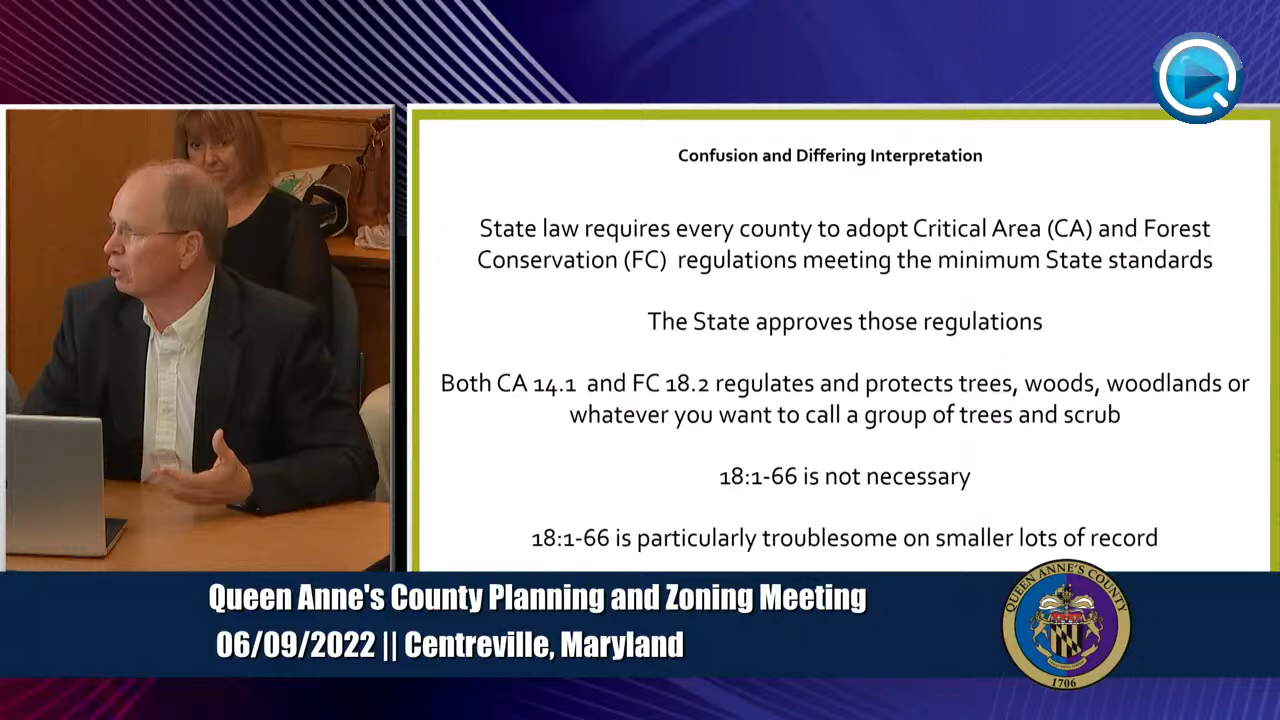 Confusion and Differing Interpretation
State law requires every county to adopt Critical Area (CA) and Forest
Conservation (FC) regulations meeting the minimum State standards
The State approves those regulations
Both CA 14.1 and FC 18.2 regulates and protects trees, woods, woodlands or
whatever you want to call a group of trees and scrub
18:1-66 is not necessary
18:1-66 is particularly troublesome on smaller lots of record
Queen Anne's County Planning and Zoning Meeting
06/09/2022 || Centreville, Maryland
QUEEN ANNE'S COUNTY
1706